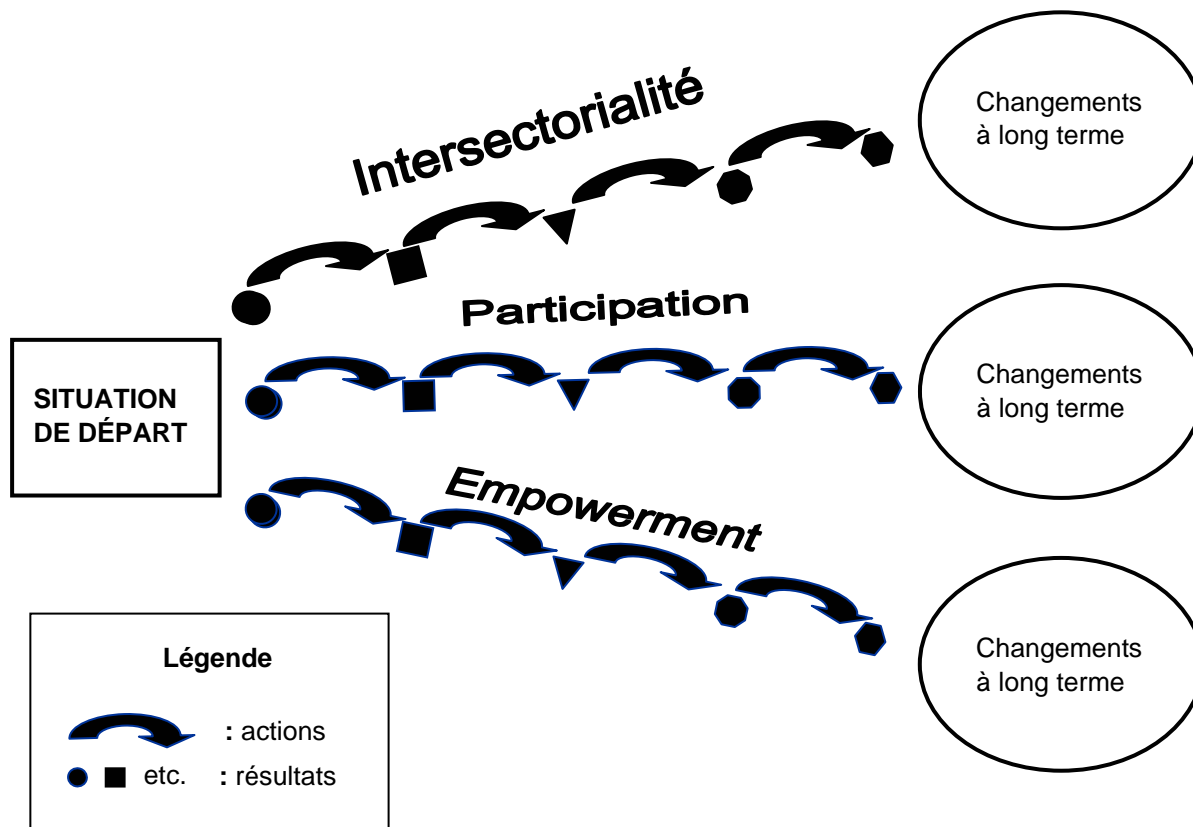 Intersectorialité
Changements
à long terme
Participation
SITUATION
DE DÉPART
Changements
à long terme
Empowerment
Changements
à long terme
Légende
: actions
etc. : résultats